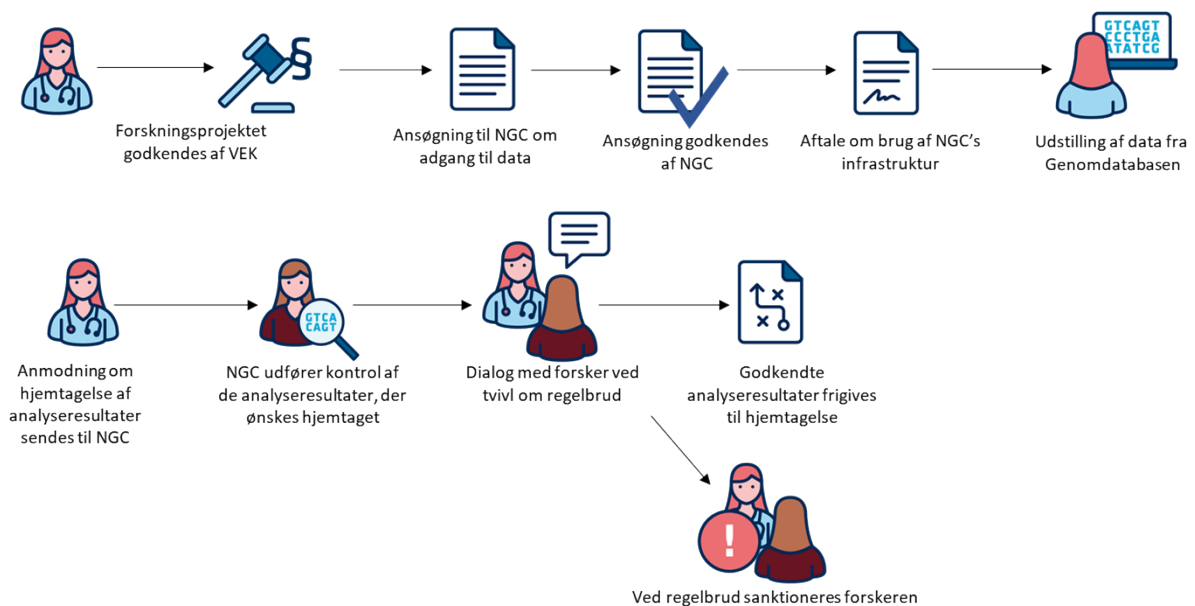 GTCAGT
CCCTGA
ATATCG
Forskningsprojektet
godkendes af VEK
Ansøgning til NGC om
adgang til data
Ansøgning godkendes
af NGC
Aftale om brug af NGC's
infrastruktur
Udstilling af data fra
Genomdatabasen
GTCA
CAGT
Anmodning om
hjemtagelse af
analyseresultater
sendes til NGC
NGC udfører kontrol af
de analyseresultater, der
ønskes hjemtaget
Dialog med forsker ved
tvivl om regelbrud
Godkendte
analyseresultater frigives
til hjemtagelse
!
Ved regelbrud sanktioneres forskeren